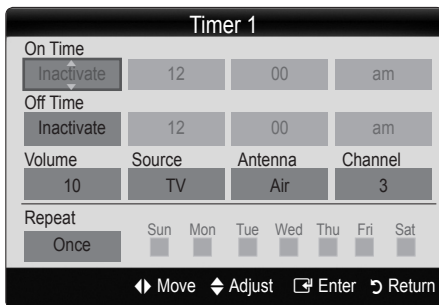 Timer 1
On Time
Inactivate 12 00 am
Off Time
Inactivate 12 00 am
Volume Source Antenna Channel
10 TV Air 3
Repeat
Sun Mon Tue Wed Thu Fri Sat
Once
Move Adjust Enter Return